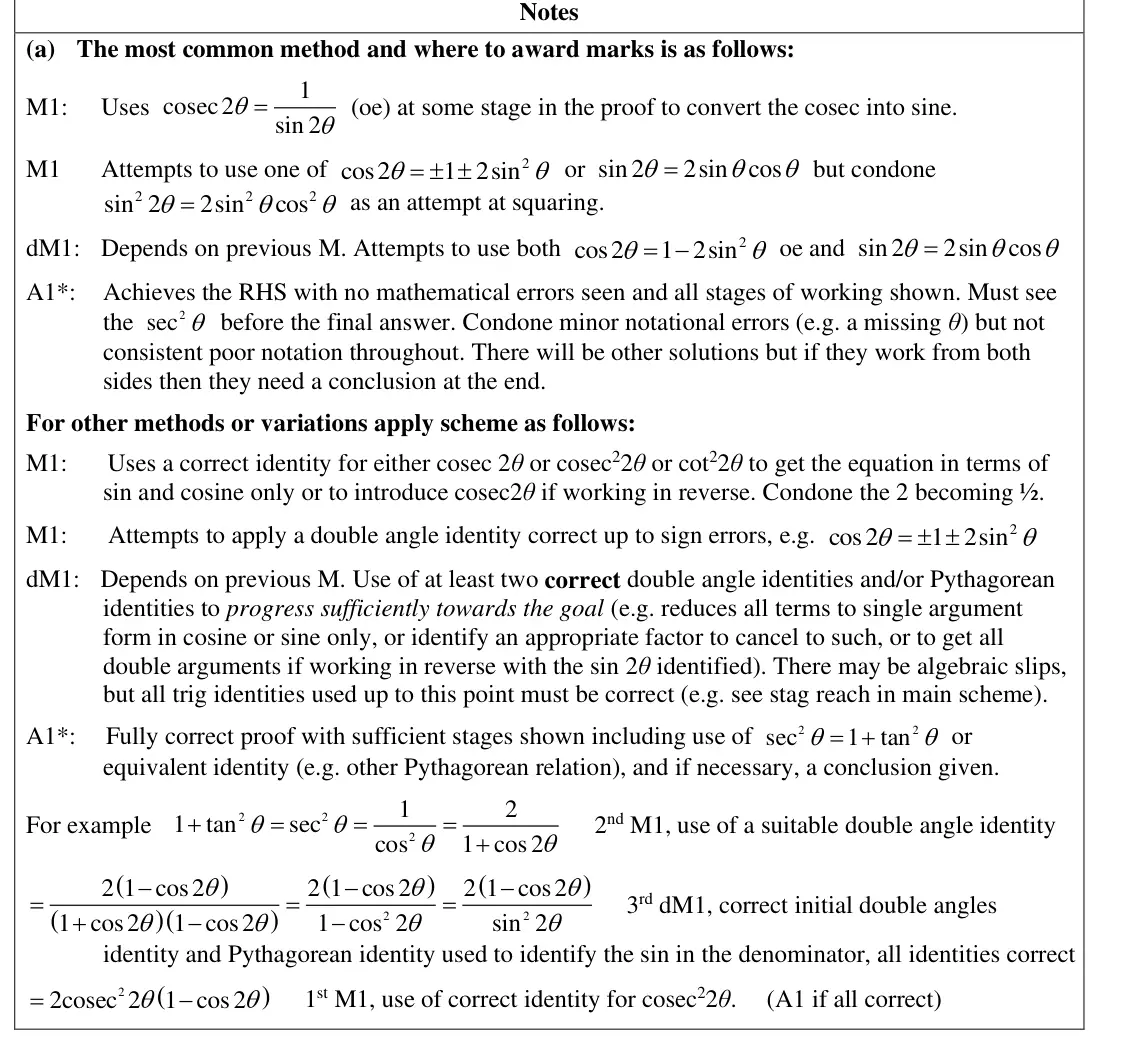 Notes
(a) The most common method and where to award marks is as follows:
M1: Uses cosec 2θ = 1/sin 2θ (oe) at some stage in the proof to convert the cosec into sine.
M1 Attempts to use one of cos 2θ = ±1 ± 2 sin² θ or sin 2θ = 2 sin θ cos θ but condone
sin² 2θ = 2 sin² θ cos² θ as an attempt at squaring.
dM1: Depends on previous M. Attempts to use both cos 2θ = 1 − 2 sin² θ oe and sin 2θ = 2 sin θ cos θ
A1*: Achieves the RHS with no mathematical errors seen and all stages of working shown. Must see
the sec² θ before the final answer. Condone minor notational errors (e.g. a missing θ) but not
consistent poor notation throughout. There will be other solutions but if they work from both
sides then they need a conclusion at the end.
For other methods or variations apply scheme as follows:
M1: Uses a correct identity for either cosec 2θ or cosec²2θ or cot²2θ to get the equation in terms of
sin and cosine only or to introduce cosec2θ if working in reverse. Condone the 2 becoming ½.
M1: Attempts to apply a double angle identity correct up to sign errors, e.g. cos 2θ = ±1 ± 2 sin² θ
dM1: Depends on previous M. Use of at least two correct double angle identities and/or Pythagorean
identities to progress sufficiently towards the goal (e.g. reduces all terms to single argument
form in cosine or sine only, or identify an appropriate factor to cancel to such, or to get all
double arguments if working in reverse with the sin 2θ identified). There may be algebraic slips,
but all trig identities used up to this point must be correct (e.g. see stag reach in main scheme).
A1*: Fully correct proof with sufficient stages shown including use of sec² θ = 1 + tan² θ or
equivalent identity (e.g. other Pythagorean relation), and if necessary, a conclusion given.
For example 1 + tan² θ = sec² θ = 1/cos² θ = 2/(1 + cos 2θ) 2nd M1, use of a suitable double angle identity
= 2(1 − cos 2θ)/((1 + cos 2θ)(1 − cos 2θ)) = 2(1 − cos 2θ)/(1 − cos² 2θ) = 2(1 − cos 2θ)/sin² 2θ 3rd dM1, correct initial double angles
identity and Pythagorean identity used to identify the sin in the denominator, all identities correct
= 2cosec² 2θ(1 − cos 2θ) 1st M1, use of correct identity for cosec²2θ. (A1 if all correct)